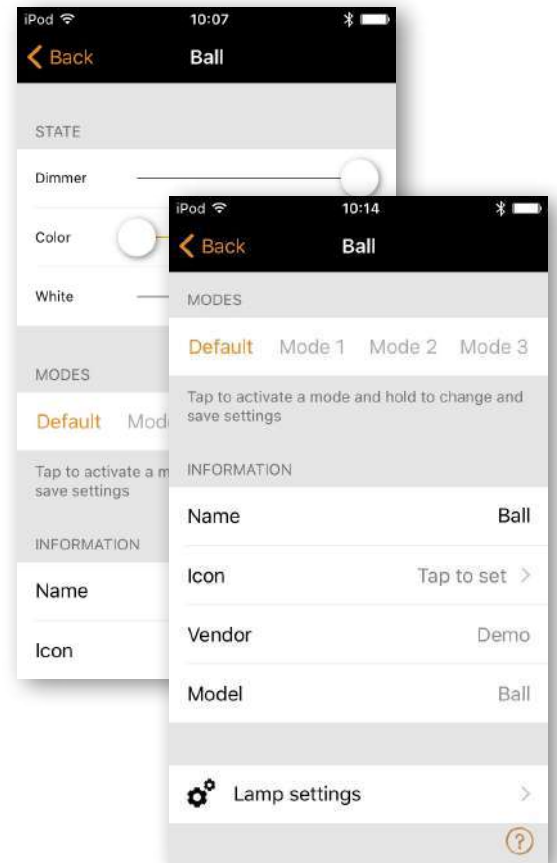 iPod 10:07
Back Ball
STATE
Dimmer
Color
White
MODES
Default
Tap to activate a
save settings
INFORMATION
Name
Icon
iPod 10:14
Back Ball
MODES
Default Mode 1 Mode 2 Mode 3
Tap to activate a mode and hold to change and
save settings
INFORMATION
Name Ball
Icon Tap to set >
Vendor Demo
Model Ball
Lamp settings >
?